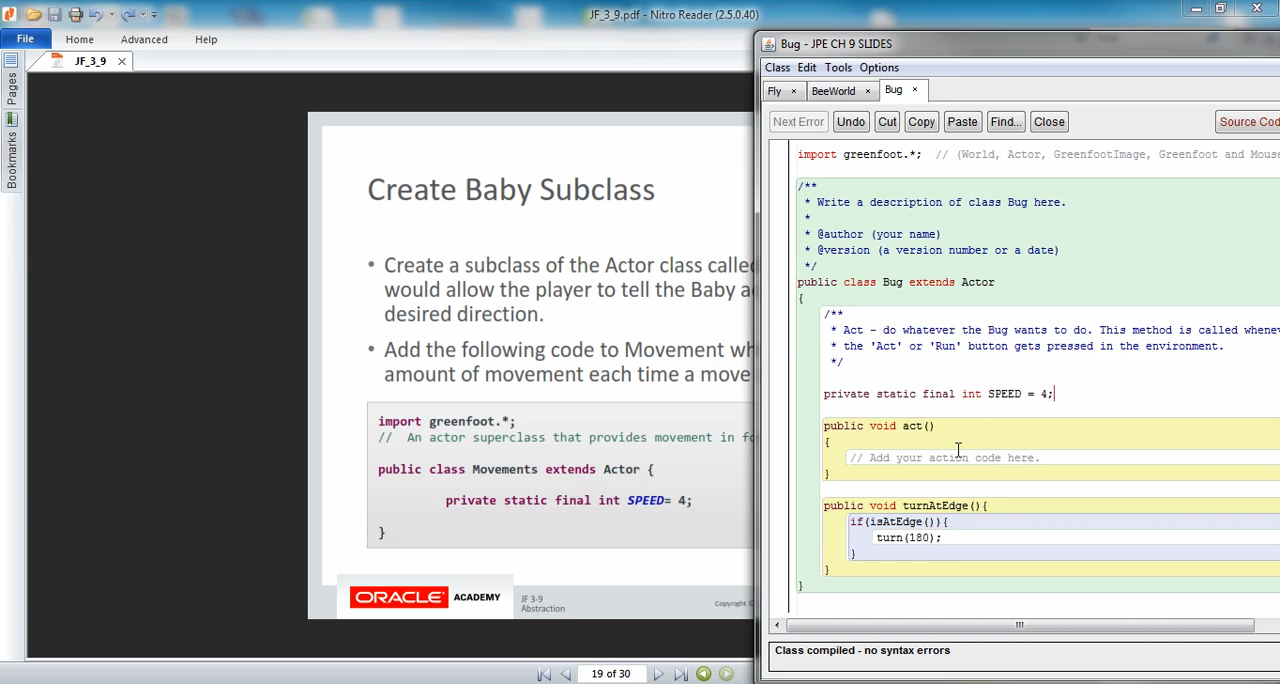 JF_3_9.pdf - Nitro Reader (2.5.0.40)
File Home Advanced Help
JF_3_9
Pages
Bookmarks
Create Baby Subclass
• Create a subclass of the Actor class called
would allow the player to tell the Baby a
desired direction.
• Add the following code to Movement wh
amount of movement each time a move
import greenfoot.*;
// An actor superclass that provides movement in fo
public class Movements extends Actor {
private static final int SPEED= 4;
}
ORACLE ACADEMY
JF 3-9
Abstraction
Copyright ©
19 of 30
Bug - JPE CH 9 SLIDES
Class Edit Tools Options
Fly BeeWorld Bug
Next Error Undo Cut Copy Paste Find... Close Source Cod
import greenfoot.*; // (World, Actor, GreenfootImage, Greenfoot and Mouse
/**
* Write a description of class Bug here.
*
* @author (your name)
* @version (a version number or a date)
*/
public class Bug extends Actor
{
/**
* Act - do whatever the Bug wants to do. This method is called wheneve
* the 'Act' or 'Run' button gets pressed in the environment.
*/
private static final int SPEED = 4;
public void act()
{
// Add your action code here.
}
public void turnAtEdge(){
if(isAtEdge()){
turn(180);
}
}
}
Class compiled - no syntax errors